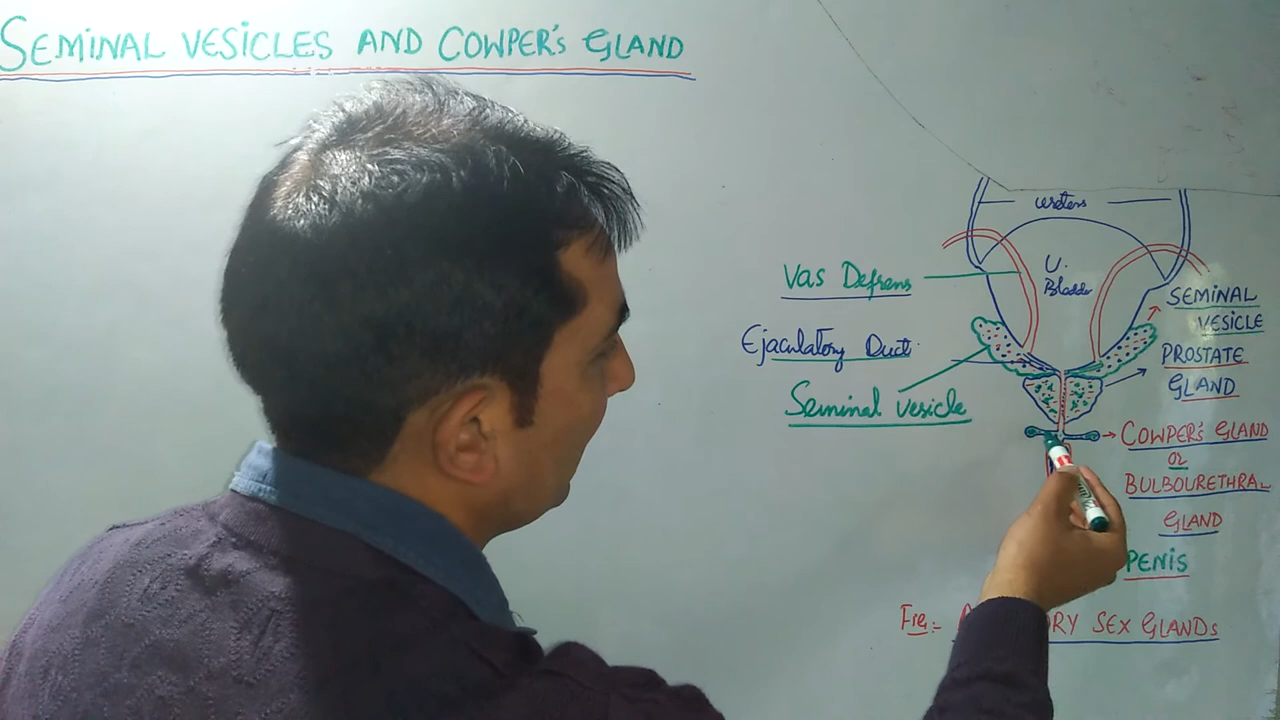 SEMINAL VESICLES AND COWPER'S GLAND
ureters
U.
Bladder
Vas Defrens
SEMINAL
VESICLE
Ejaculatory Duct
PROSTATE
GLAND
Seminal vesicle
COWPER'S GLAND
or
BULBOURETHRAL
GLAND
PENIS
FIG:- SEX GLANDS